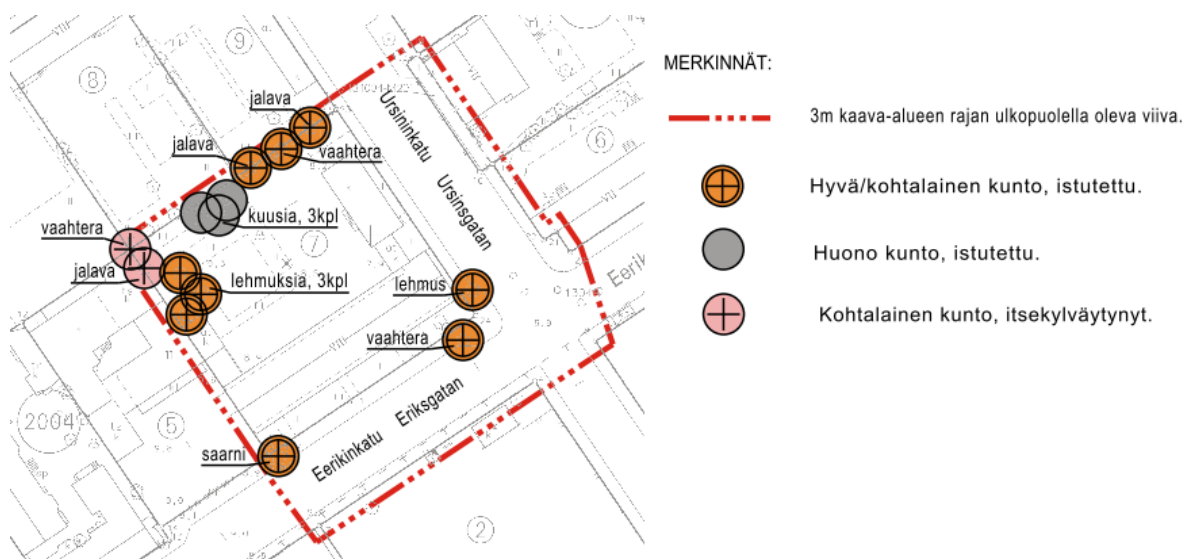 jalava
jalava
vaahtera
kuusia, 3kpl
vaahtera
jalava
lehmuksia, 3kpl
lehmus
vaahtera
saarni
Ursininkatu Ursinsgatan
Eerikinkatu Eriksgatan
Eerik
9
8
7
6
5
2004
2
MERKINNÄT:
3m kaava-alueen rajan ulkopuolella oleva viiva.
Hyvä/kohtalainen kunto, istutettu.
Huono kunto, istutettu.
Kohtalainen kunto, itsekylväytynyt.